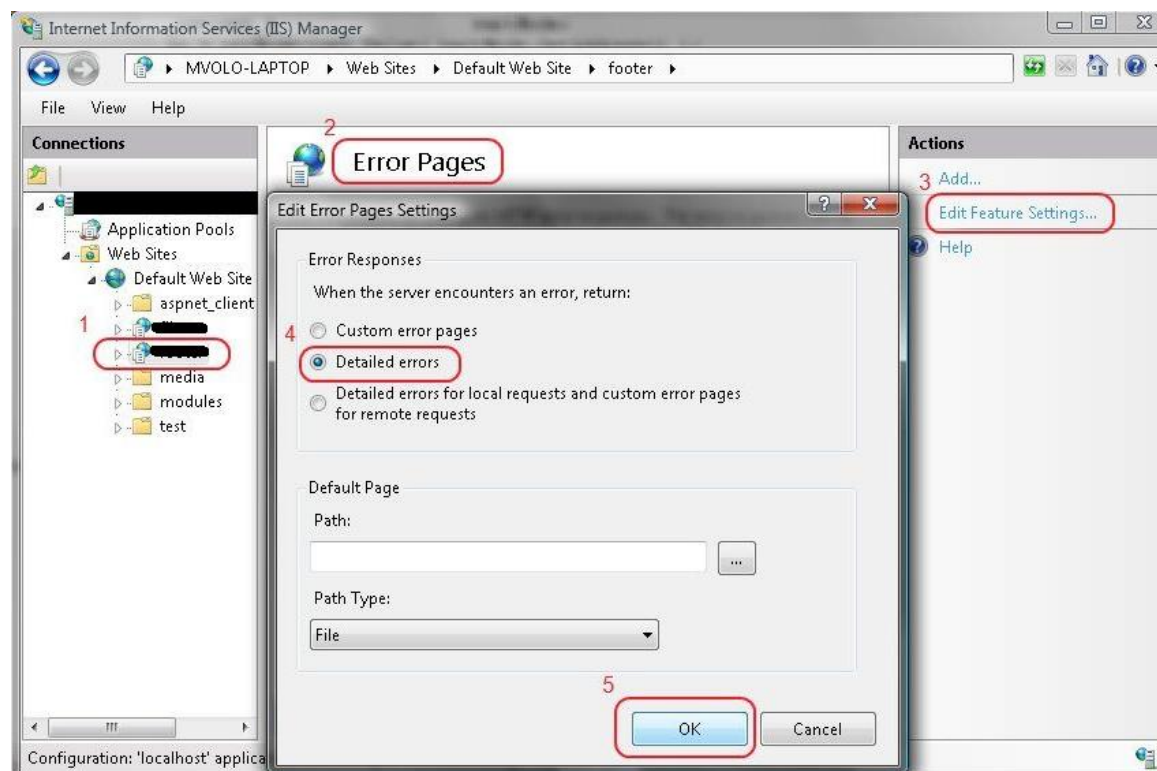 Internet Information Services (IIS) Manager
MVOLO-LAPTOP Web Sites Default Web Site footer
File View Help
Connections
Application Pools
Web Sites
Default Web Site
aspnet_client
1
media
modules
test
Configuration: 'localhost' applica
2
Error Pages
Edit Error Pages Settings
Error Responses
When the server encounters an error, return:
4
Custom error pages
Detailed errors
Detailed errors for local requests and custom error pages
for remote requests
Default Page
Path:
...
Path Type:
File
5
OK Cancel
Actions
3 Add...
Edit Feature Settings...
Help